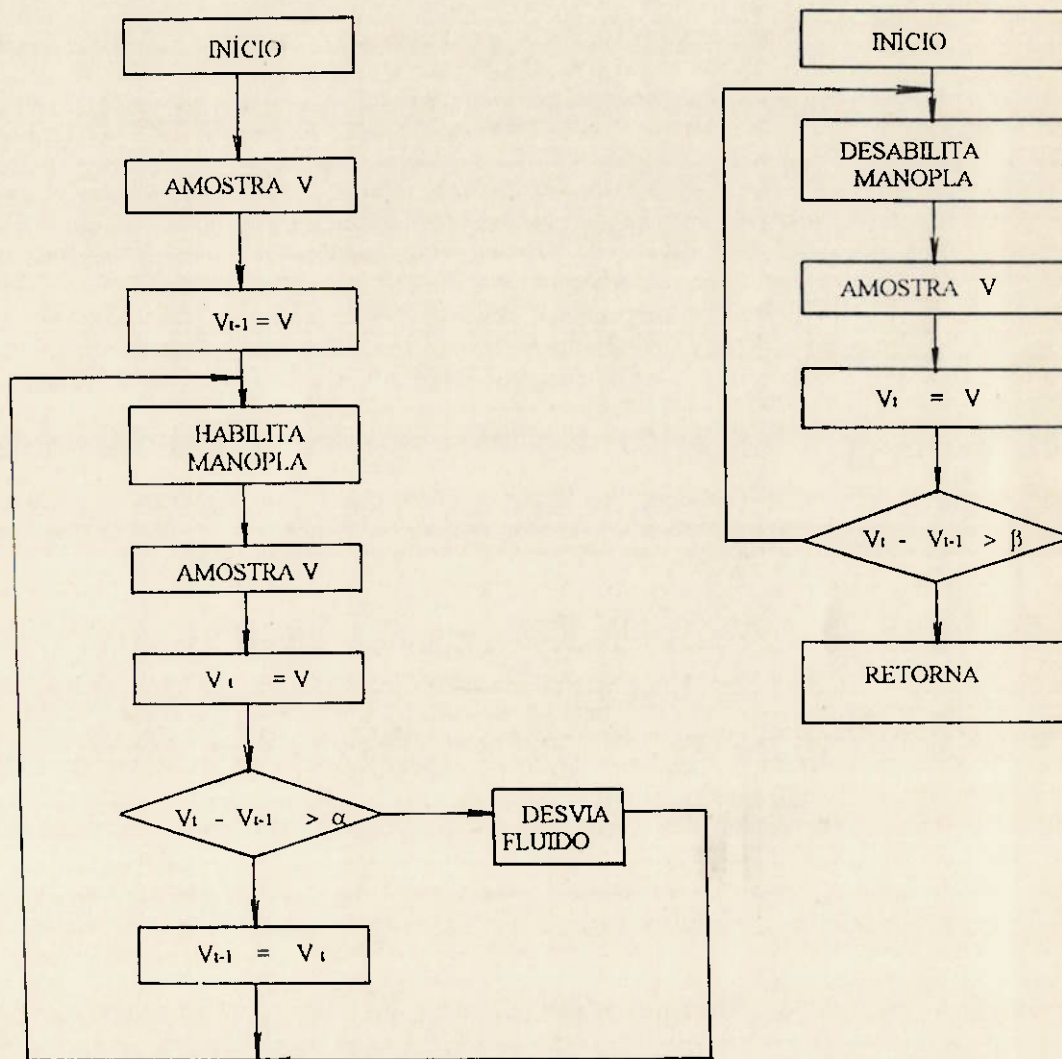 INÍCIO
AMOSTRA V
Vt-1 = V
HABILITA
MANOPLA
AMOSTRA V
Vt = V
Vt - Vt-1 > α
DESVIA
FLUIDO
Vt-1 = Vt
INÍCIO
DESABILITA
MANOPLA
AMOSTRA V
Vt = V
Vt - Vt-1 > β
RETORNA